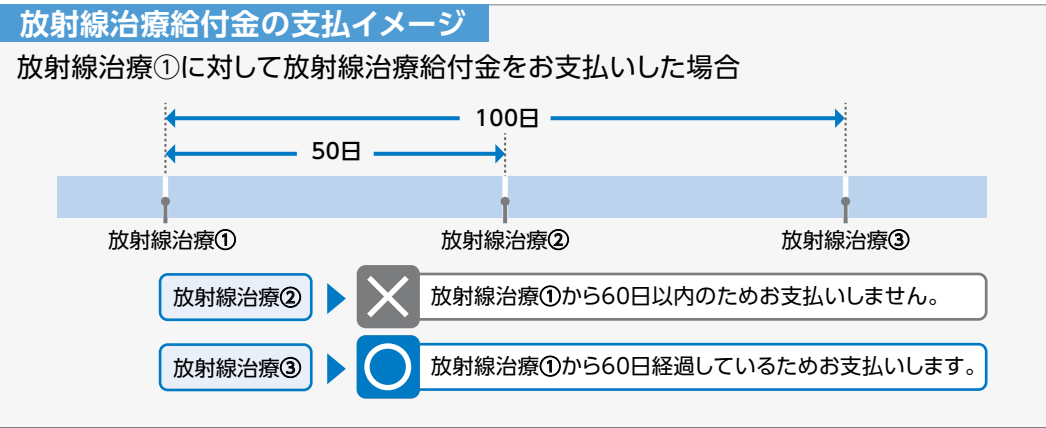 放射線治療給付金の支払イメージ
放射線治療①に対して放射線治療給付金をお支払いした場合
100日
50日
放射線治療① 放射線治療② 放射線治療③
放射線治療② 放射線治療①から60日以内のためお支払いしません。
放射線治療③ 放射線治療①から60日経過しているためお支払いします。